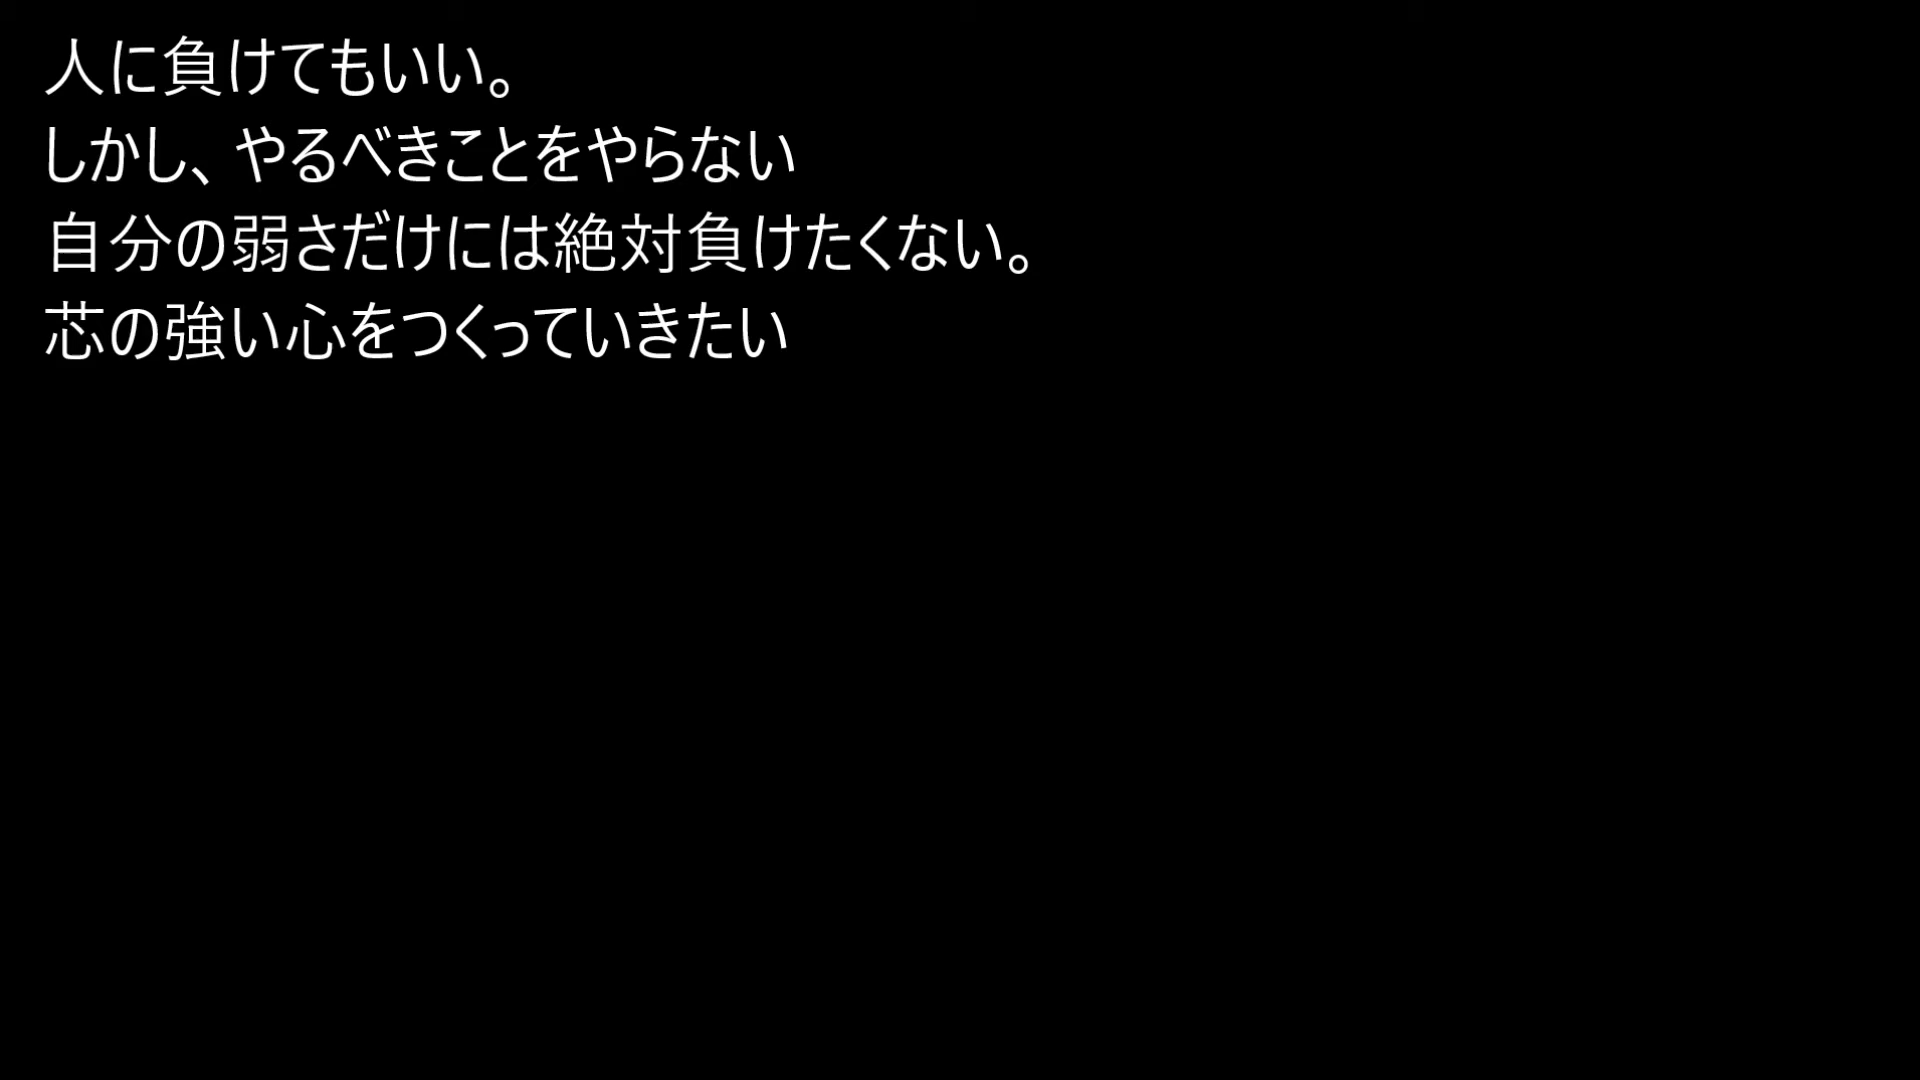 人に負けてもいい。
しかし、やるべきことをやらない
自分の弱さだけには絶対負けたくない。
芯の強い心をつくっていきたい